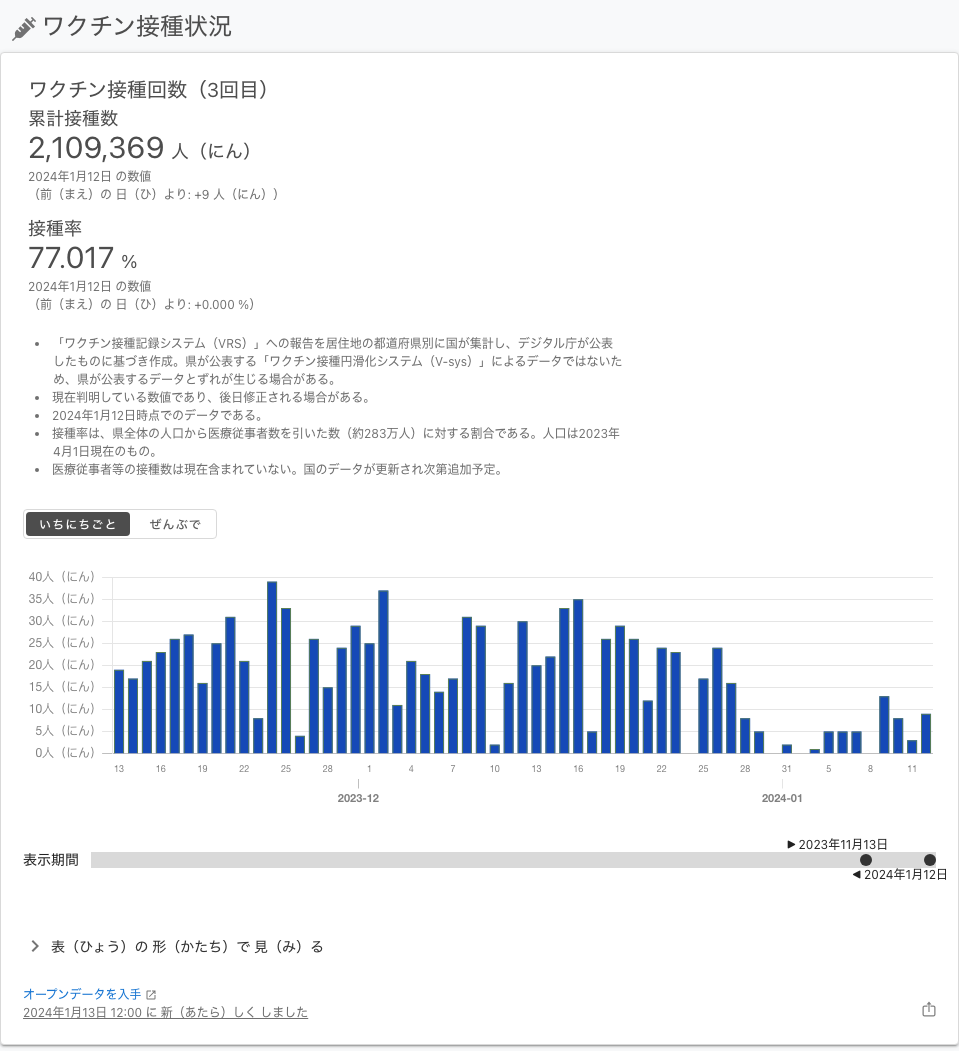 ワクチン接種状況
ワクチン接種回数（3回目）
累計接種数
2,109,369 人（にん）
2024年1月12日 の数値
（前（まえ）の 日（ひ）より: +9 人（にん））
接種率
77.017 %
2024年1月12日 の数値
（前（まえ）の 日（ひ）より: +0.000 %）
• 「ワクチン接種記録システム（VRS）」への報告を居住地の都道府県別に国が集計し、デジタル庁が公表
したものに基づき作成。県が公表する「ワクチン接種円滑化システム（V-sys）」によるデータではないた
め、県が公表するデータとずれが生じる場合がある。
• 現在判明している数値であり、後日修正される場合がある。
• 2024年1月12日時点でのデータである。
• 接種率は、県全体の人口から医療従事者数を引いた数（約283万人）に対する割合である。人口は2023年
4月1日現在のもの。
• 医療従事者等の接種数は現在含まれていない。国のデータが更新され次第追加予定。
いちにちごと ぜんぶで
40人（にん）
35人（にん）
30人（にん）
25人（にん）
20人（にん）
15人（にん）
10人（にん）
5人（にん）
0人（にん）
13 16 19 22 25 28 1 4 7 10 13 16 19 22 25 28 31 5 8 11
2023-12 2024-01
▶ 2023年11月13日
表示期間
◀ 2024年1月12日
表（ひょう）の 形（かたち）で 見（み）る
オープンデータを入手
2024年1月13日 12:00 に 新（あたら）しく しました